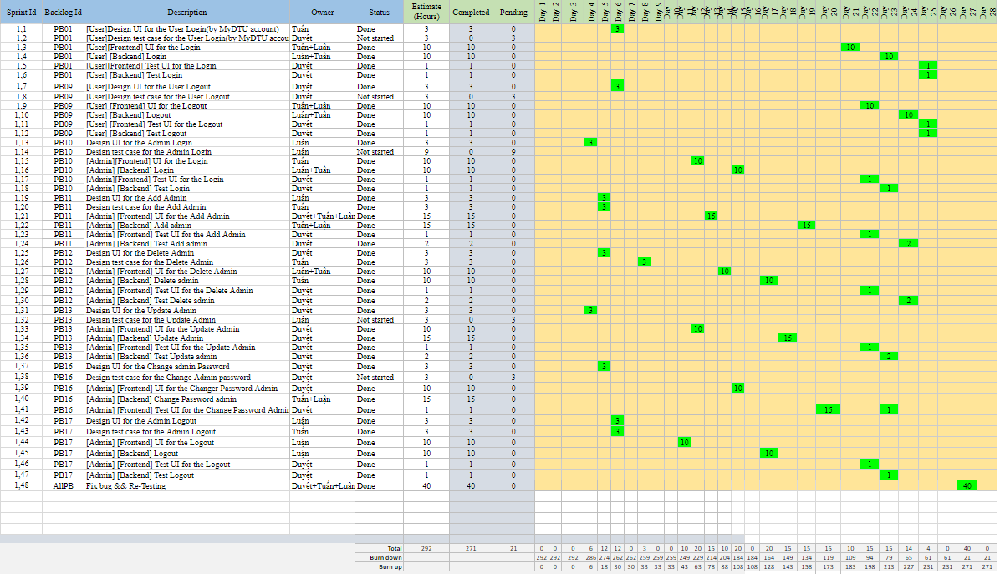 Sprint Id Backlog Id Description Owner Status Estimate (Hours) Completed Pending Day 1 Day 2 Day 3 Day 4 Day 5 Day 6 Day 7 Day 8 Day 9 Day 10 Day 11 Day 12 Day 13 Day 14 Day 15 Day 16 Day 17 Day 18 Day 19 Day 20 Day 21 Day 22 Day 23 Day 24 Day 25 Day 26 Day 27 Day 28
1,1 PB01 [User]Design UI for the User Login(by MyDTU account) Tuấn Done 3 3 0 3
1,2 PB01 [User]Design test case for the User Login(by MyDTU accou Duyệt Not started 3 0 3
1,3 PB01 [User][Frontend] UI for the Login Tuấn+Luận Done 10 10 0 10
1,4 PB01 [User] [Backend] Login Luận+Tuấn Done 10 10 0 10
1,5 PB01 [User][Frontend] Test UI for the Login Duyệt Done 1 1 0 1
1,6 PB01 [User] [Backend] Test Login Duyệt Done 1 1 0 1
1,7 PB09 [User]Design UI for the User Logout Duyệt Done 3 3 0 3
1,8 PB09 [User]Design test case for the User Logout Duyệt Not started 3 0 3
1,9 PB09 [User] [Frontend] UI for the Logout Tuấn+Luận Done 10 10 0 10
1,10 PB09 [User] [Backend] Logout Luận+Tuấn Done 10 10 0 10
1,11 PB09 [User] [Frontend] Test UI for the Logout Duyệt Done 1 1 0 1
1,12 PB09 [User] [Backend] Test Logout Duyệt Done 1 1 0 1
1,13 PB10 Design UI for the Admin Login Luận Done 3 3 0 3
1,14 PB10 Design test case for the Admin Login Luận Not started 9 0 9
1,15 PB10 [Admin][Frontend] UI for the Login Tuấn Done 10 10 0 10
1,16 PB10 [Admin] [Backend] Login Luận+Tuấn Done 10 10 0 10
1,17 PB10 [Admin][Frontend] Test UI for the Login Duyệt Done 1 1 0 1
1,18 PB10 [Admin] [Backend] Test Login Duyệt Done 1 1 0 1
1,19 PB11 Design UI for the Add Admin Luận Done 3 3 0 3
1,20 PB11 Design test case for the Add Admin Tuấn Done 3 3 0 3
1,21 PB11 [Admin] [Frontend] UI for the Add Admin Duyệt+Tuấn+Luận Done 15 15 0 15
1,22 PB11 [Admin] [Backend] Add admin Tuấn+Luận Done 15 15 0 15
1,23 PB11 [Admin] [Frontend] Test UI for the Add Admin Duyệt Done 1 1 0 1
1,24 PB11 [Admin] [Backend] Test Add admin Duyệt Done 2 2 0 2
1,25 PB12 Design UI for the Delete Admin Duyệt Done 3 3 0 3
1,26 PB12 Design test case for the Delete Admin Tuấn Done 3 3 0 3
1,27 PB12 [Admin] [Frontend] UI for the Delete Admin Luận+Tuấn Done 10 10 0 10
1,28 PB12 [Admin] [Backend] Delete admin Tuấn Done 10 10 0 10
1,29 PB12 [Admin] [Frontend] Test UI for the Delete Admin Duyệt Done 1 1 0 1
1,30 PB12 [Admin] [Backend] Test Delete admin Duyệt Done 2 2 0 2
1,31 PB13 Design UI for the Update Admin Duyệt Done 3 3 0 3
1,32 PB13 Design test case for the Update Admin Luận Not started 3 0 3
1,33 PB13 [Admin] [Frontend] UI for the Update Admin Duyệt Done 10 10 0 10
1,34 PB13 [Admin] [Backend] Update Admin Duyệt Done 15 15 0 15
1,35 PB13 [Admin] [Frontend] Test UI for the Update Admin Duyệt Done 1 1 0 1
1,36 PB13 [Admin] [Backend] Test Update admin Duyệt Done 2 2 0 2
1,37 PB16 Design UI for the Change admin Password Duyệt Done 3 3 0 3
1,38 PB16 Design test case for the Change Admin password Duyệt Not started 3 0 3
1,39 PB16 [Admin] [Frontend] UI for the Changer Password Admin Duyệt Done 10 10 0 10
1,40 PB16 [Admin] [Backend] Change Password admin Tuấn+Luận Done 15 15 0
1,41 PB16 [Admin] [Frontend] Test UI for the Change Password Admir Duyệt Done 1 1 0 15 1
1,42 PB17 Design UI for the Admin Logout Luận Done 3 3 0 3
1,43 PB17 Design test case for the Admin Logout Tuấn Done 3 3 0 3
1,44 PB17 [Admin] [Frontend] UI for the Logout Luận Done 10 10 0 10
1,45 PB17 [Admin] [Backend] Logout Luận Done 10 10 0 10
1,46 PB17 [Admin] [Frontend] Test UI for the Logout Duyệt Done 1 1 0 1
1,47 PB17 [Admin] [Backend] Test Logout Duyệt Done 1 1 0 1
1,48 AllPB Fix bug && Re-Testing Duyệt+Tuấn+Luận Done 40 40 0 40
Total 292 271 21 0 0 0 6 12 12 0 3 0 0 10 20 15 10 20 0 20 15 15 15 10 15 15 14 4 0 40 0
Burn down 292 292 292 286 274 262 262 259 259 259 249 229 214 204 184 184 164 149 134 119 109 94 79 65 61 61 21 21
Burn up 0 0 0 6 18 30 30 33 33 33 43 63 78 88 108 108 128 143 158 173 183 198 213 227 231 231 271 271